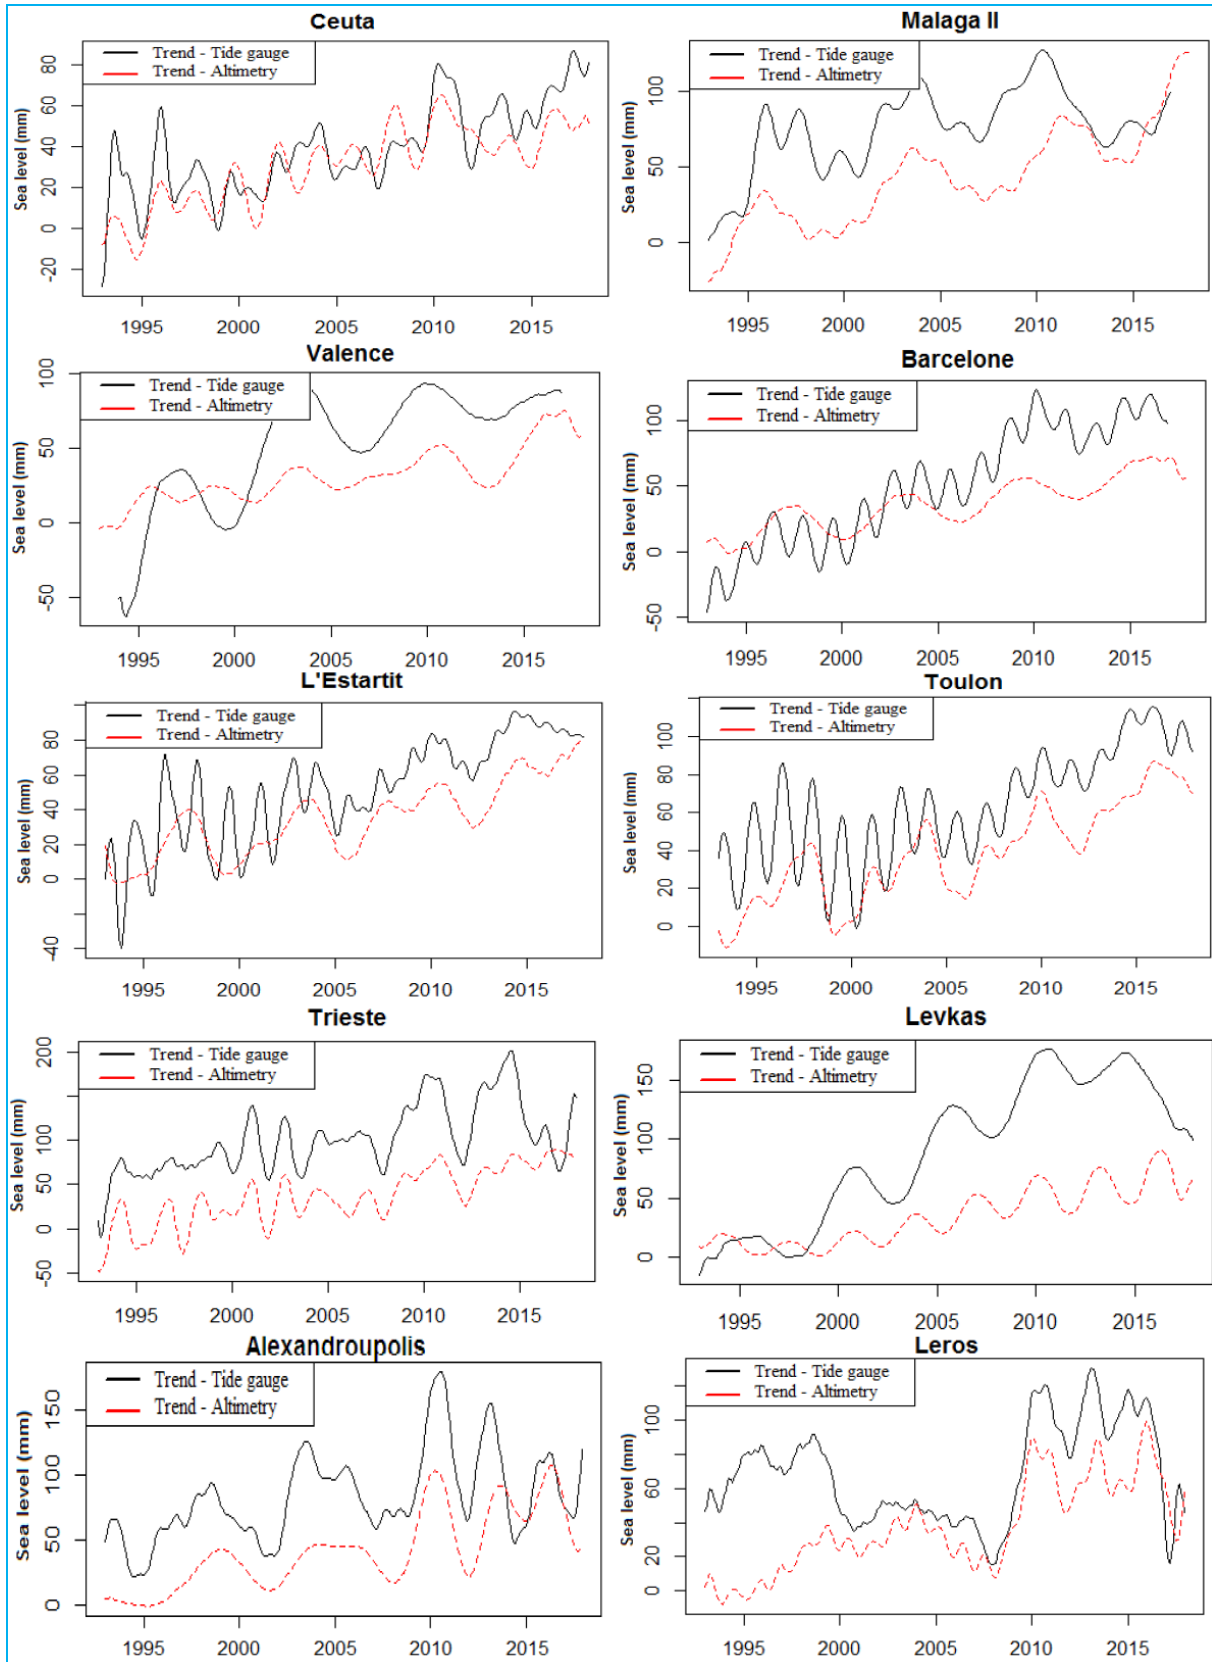 Ceuta
Trend - Tide gauge
Trend - Altimetry
Sea level (mm)
80
60
40
20
0
-20
1995 2000 2005 2010 2015
Malaga II
Trend - Tide gauge
Trend - Altimetry
Sea level (mm)
100
50
0
1995 2000 2005 2010 2015
Valence
Trend - Tide gauge
Trend - Altimetry
Sea level (mm)
100
50
0
-50
1995 2000 2005 2010 2015
Barcelone
Trend - Tide gauge
Trend - Altimetry
Sea level (mm)
100
50
0
-50
1995 2000 2005 2010 2015
L'Estartit
Trend - Tide gauge
Trend - Altimetry
Sea level (mm)
80
40
20
0
40
1995 2000 2005 2010 2015
Toulon
Trend - Tide gauge
Trend - Altimetry
Sea level (mm)
100
80
60
40
20
0
1995 2000 2005 2010 2015
Trieste
Trend - Tide gauge
Trend - Altimetry
Sea level (mm)
200
100
50
0
-50
1995 2000 2005 2010 2015
Levkas
Trend - Tide gauge
Trend - Altimetry
Sea level (mm)
150
100
50
0
1995 2000 2005 2010 2015
Alexandroupolis
Trend - Tide gauge
Trend - Altimetry
Sea level (mm)
150
100
50
0
1995 2000 2005 2010 2015
Leros
Trend - Tide gauge
Trend - Altimetry
Sea level (mm)
100
60
20
0
1995 2000 2005 2010 2015